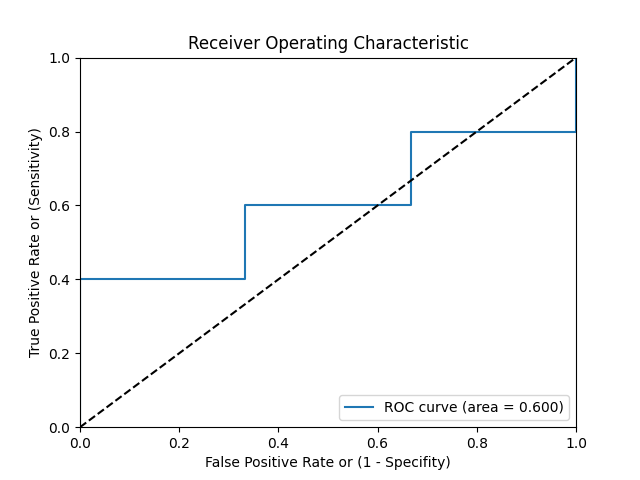 Receiver Operating Characteristic
1.0
0.8
0.6
0.4
0.2
0.0
True Positive Rate or (Sensitivity)
ROC curve (area = 0.600)
0.0 0.2 0.4 0.6 0.8 1.0
False Positive Rate or (1 - Specifity)